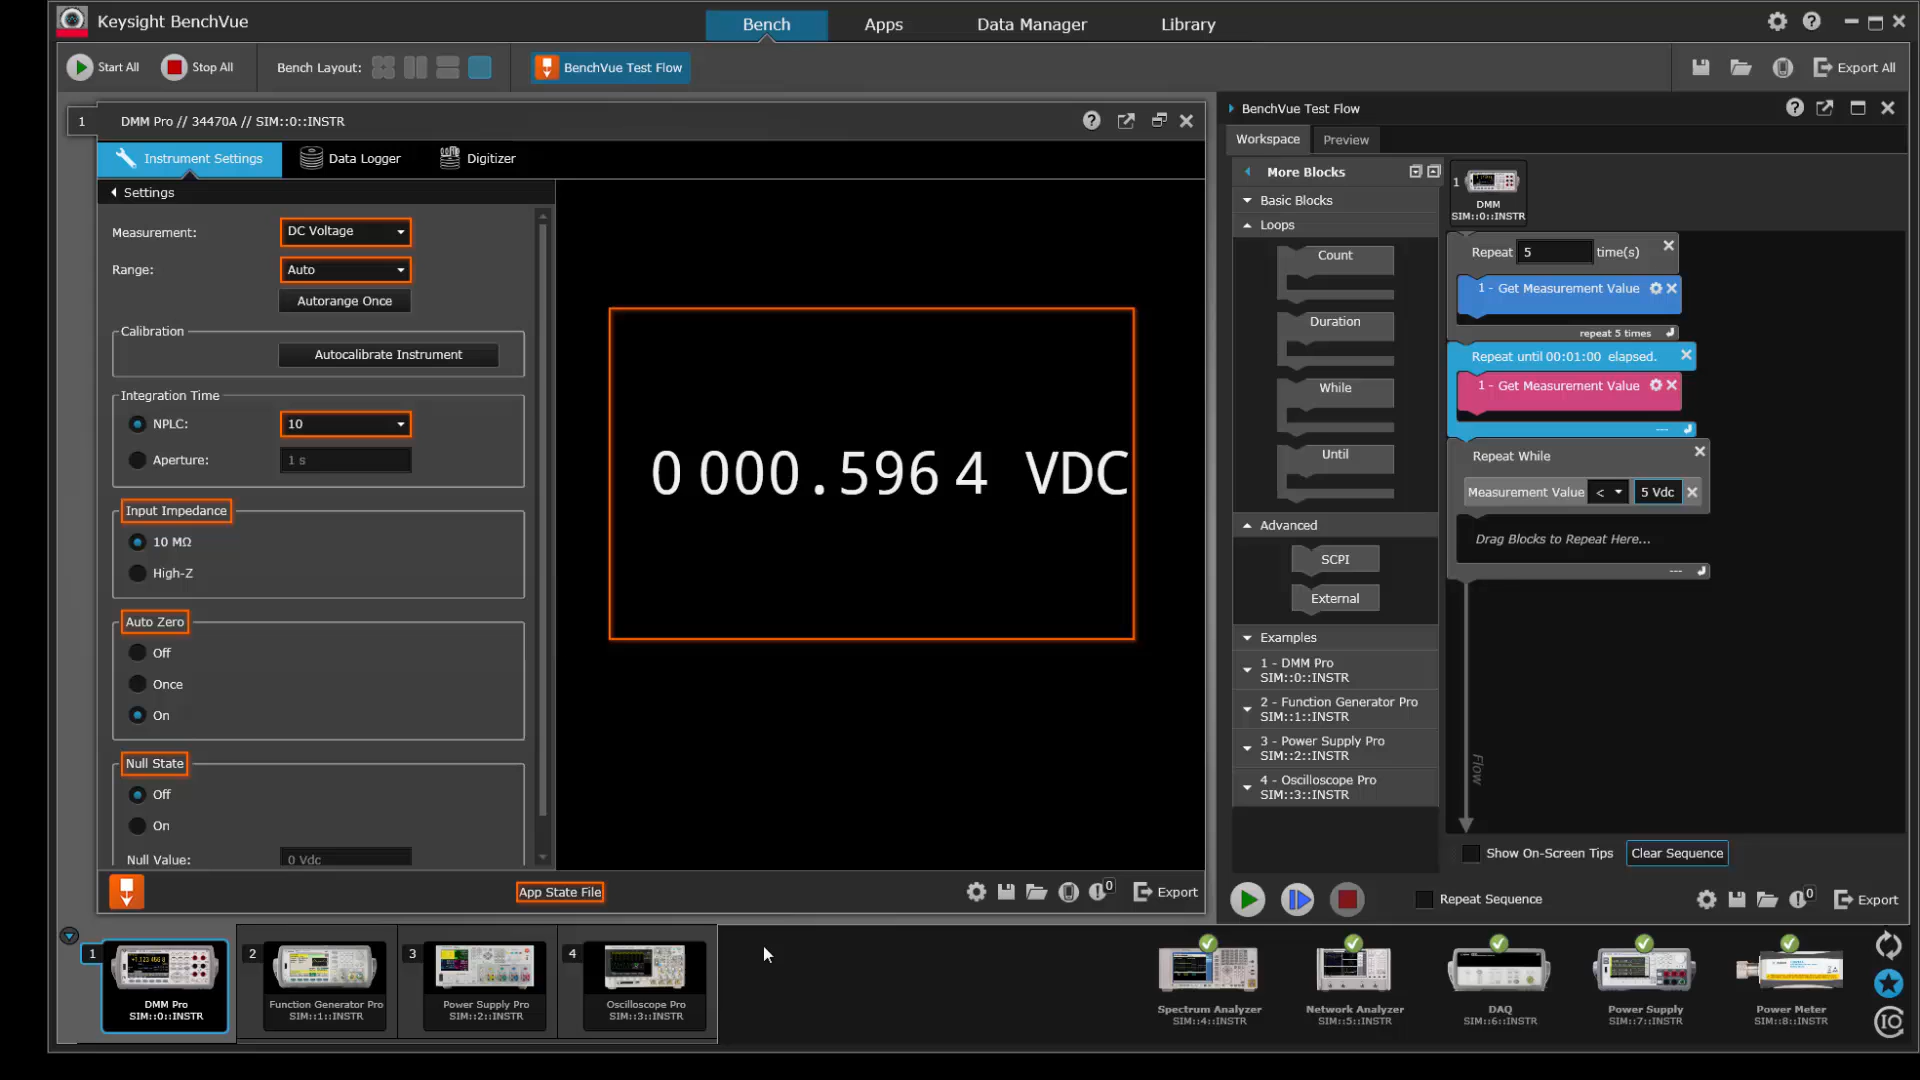 Keysight BenchVue
Bench
Apps
Data Manager
Library
Start All
Stop All
Bench Layout:
BenchVue Test Flow
Export All
1
DMM Pro // 34470A // SIM::0::INSTR
Instrument Settings
Data Logger
Digitizer
Settings
Measurement:
DC Voltage
Range:
Auto
Autorange Once
Calibration
Autocalibrate Instrument
Integration Time
NPLC:
10
Aperture:
1 s
Input Impedance
10 MΩ
High-Z
Auto Zero
Off
Once
On
Null State
Off
On
Null Value:
0 Vdc
0 000.596 4 VDC
App State File
0
Export
BenchVue Test Flow
Workspace
Preview
More Blocks
Basic Blocks
Loops
Count
Duration
While
Until
Advanced
SCPI
External
Examples
1 - DMM Pro
SIM::0::INSTR
2 - Function Generator Pro
SIM::1::INSTR
3 - Power Supply Pro
SIM::2::INSTR
4 - Oscilloscope Pro
SIM::3::INSTR
1
DMM
SIM::0::INSTR
Repeat 5 time(s)
1 - Get Measurement Value
repeat 5 times
Repeat until 00:01:00 elapsed.
1 - Get Measurement Value
---
Repeat While
Measurement Value < 5 Vdc
Drag Blocks to Repeat Here...
---
Flow
Show On-Screen Tips
Clear Sequence
Repeat Sequence
0
Export
1
DMM Pro
SIM::0::INSTR
2
Function Generator Pro
SIM::1::INSTR
3
Power Supply Pro
SIM::2::INSTR
4
Oscilloscope Pro
SIM::3::INSTR
Spectrum Analyzer
SIM::4::INSTR
Network Analyzer
SIM::5::INSTR
DAQ
SIM::6::INSTR
Power Supply
SIM::7::INSTR
Power Meter
SIM::8::INSTR
IO